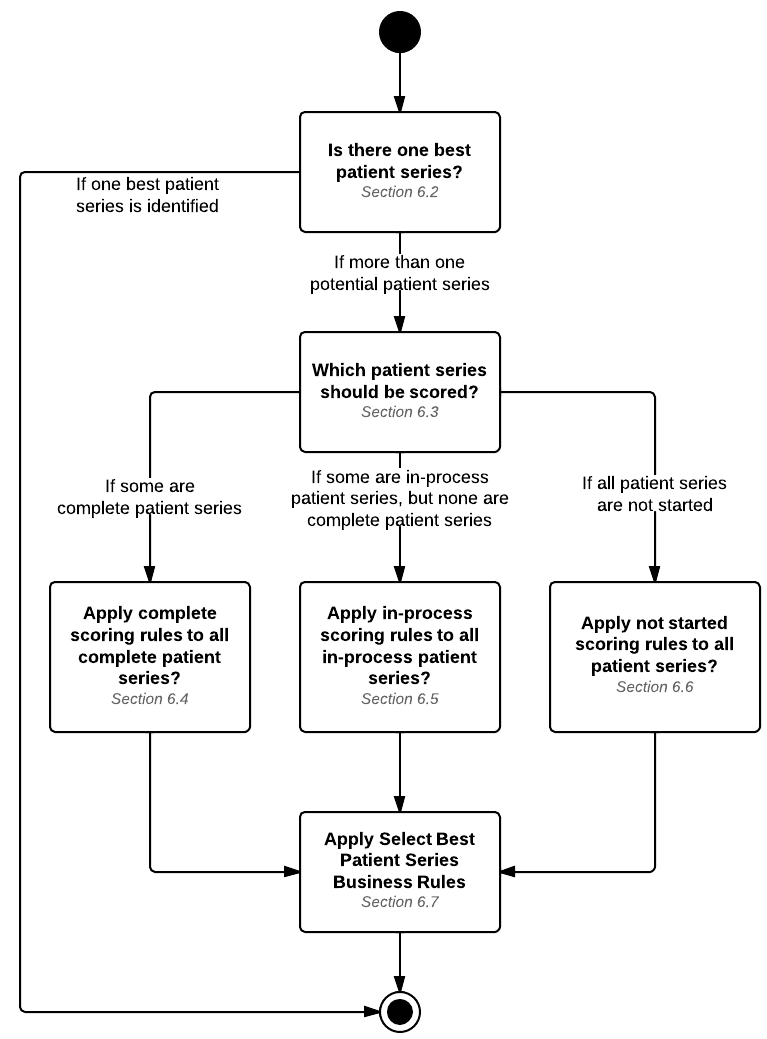 Is there one best
patient series?
Section 6.2
If one best patient
series is identified
If more than one
potential patient series
Which patient series
should be scored?
Section 6.3
If some are
complete patient series
If some are in-process
patient series, but none are
complete patient series
If all patient series
are not started
Apply complete
scoring rules to all
complete patient
series?
Section 6.4
Apply in-process
scoring rules to all
in-process patient
series?
Section 6.5
Apply not started
scoring rules to all
patient series?
Section 6.6
Apply Select Best
Patient Series
Business Rules
Section 6.7